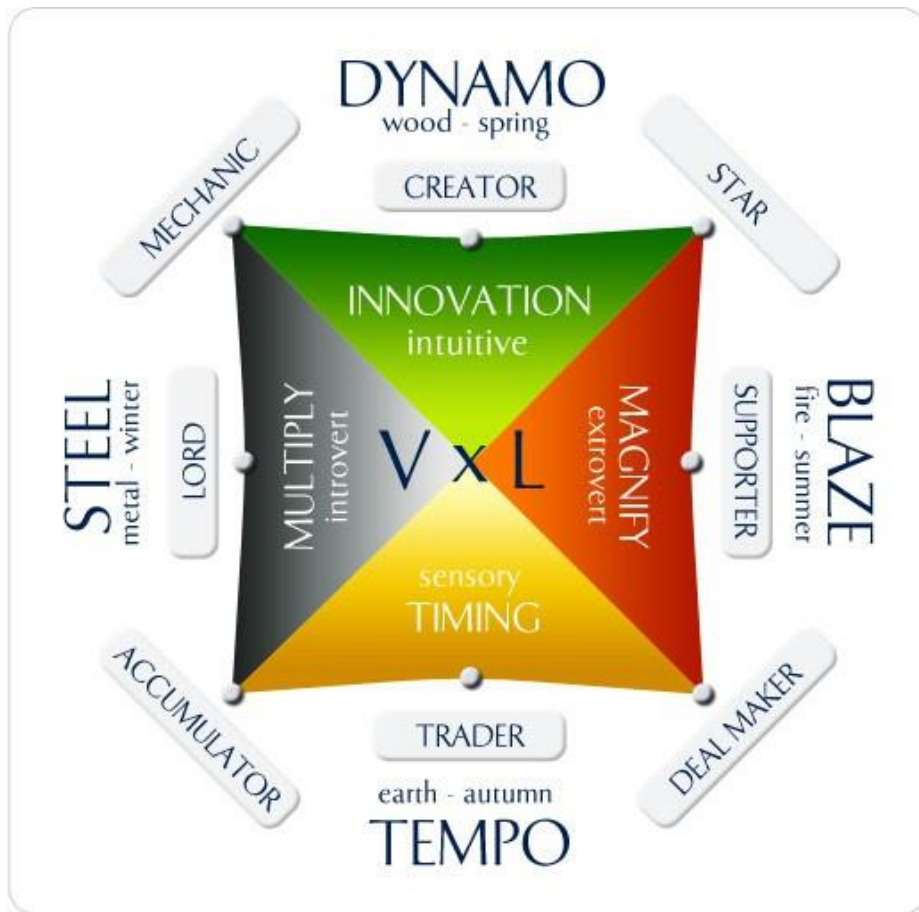 DYNAMO
wood - spring
MECHANIC
CREATOR
STAR
INNOVATION
intuitive
STEEL
metal - winter
LORD
MULTIPLY
introvert
V x L
MAGNIFY
extrovert
SUPPORTER
BLAZE
fire - summer
sensory
TIMING
ACCUMULATOR
TRADER
DEAL MAKER
earth - autumn
TEMPO